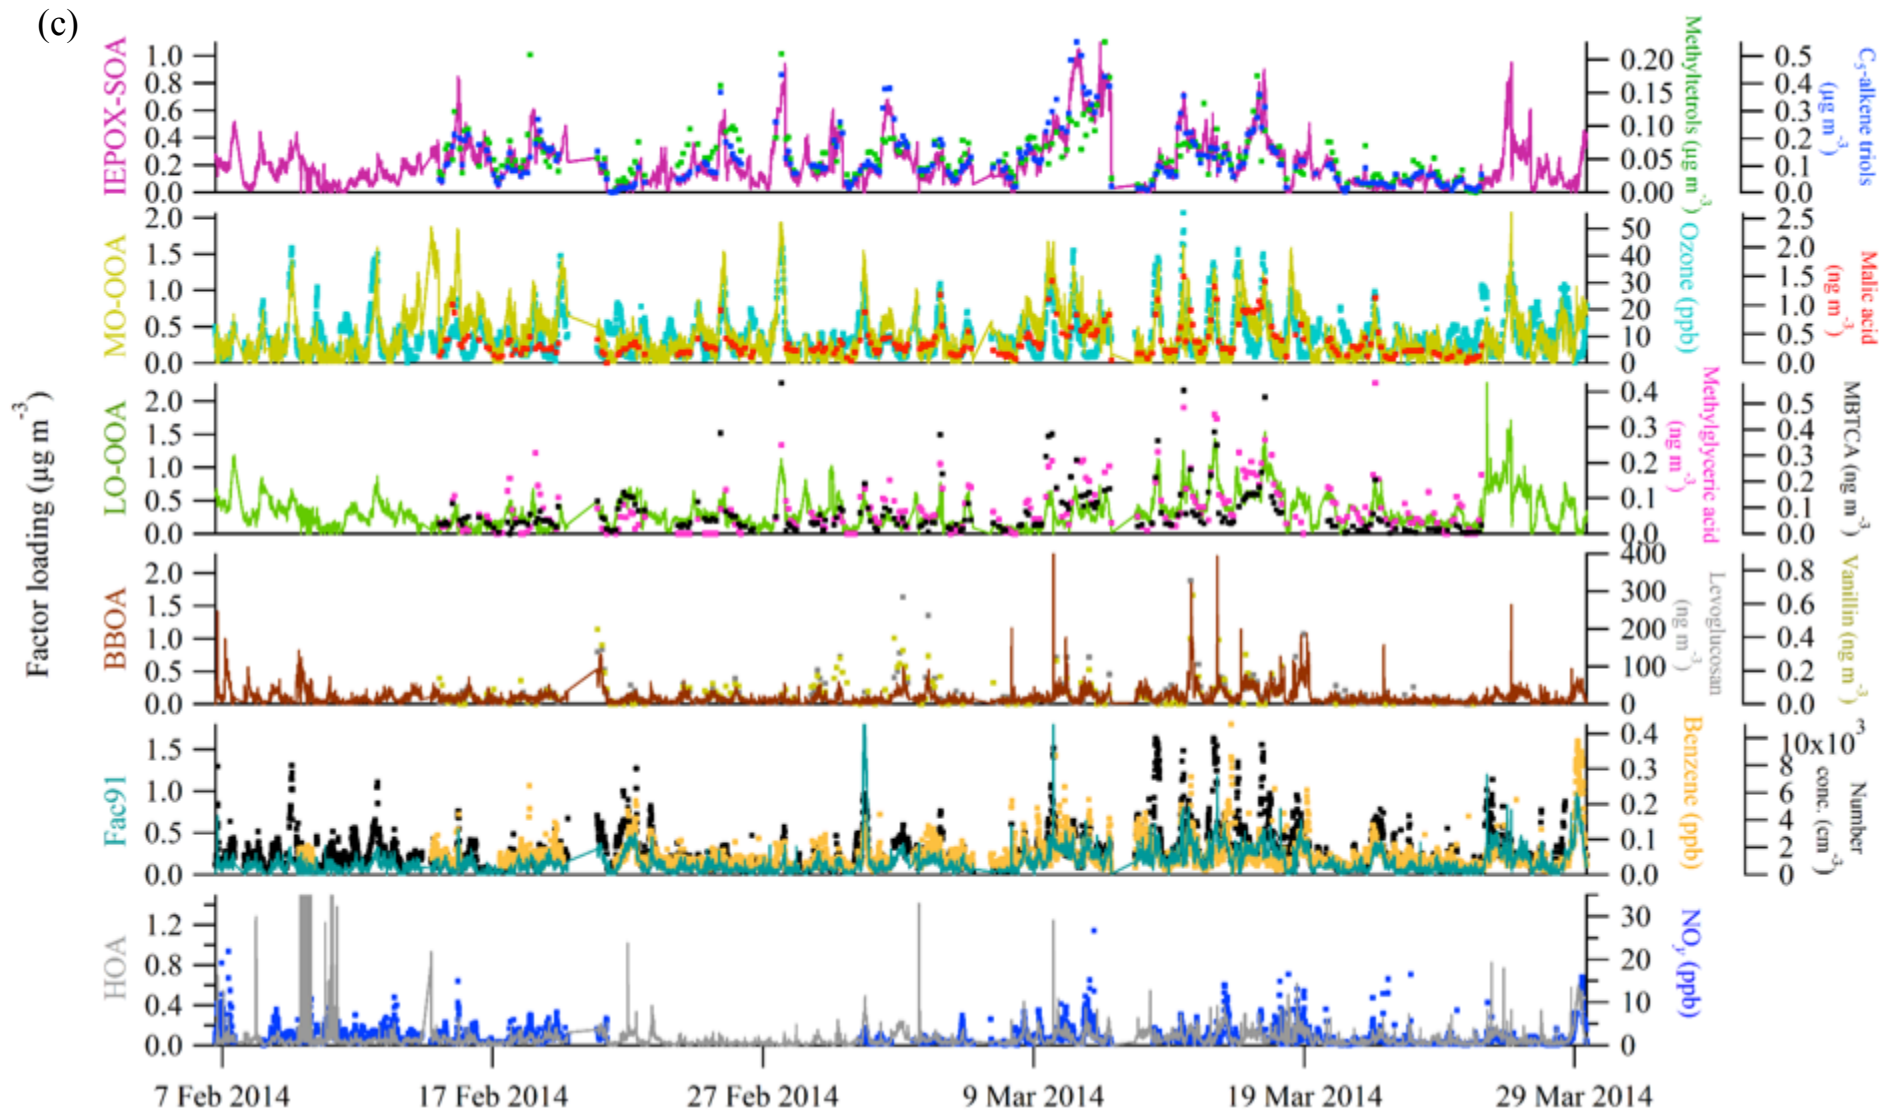 (c)
Factor loading (µg m-3)
IEPOX-SOA
1.0
0.8
0.6
0.4
0.2
0.0
0.20
0.15
0.10
0.05
0.00
Methyltetrols (µg m-3)
0.5
0.4
0.3
0.2
0.1
0.0
C5-alkene triols
(µg m-3)
MO-OOA
2.0
1.5
1.0
0.5
0.0
50
40
30
20
10
0
Ozone (ppb)
2.5
2.0
1.5
1.0
0.5
0.0
Malic acid
(ng m-3)
LO-OOA
2.0
1.5
1.0
0.5
0.0
0.4
0.3
0.2
0.1
0.0
Methylglyceric acid
(ng m-3)
0.5
0.4
0.3
0.2
0.1
0.0
MBTCA (ng m-3)
BBOA
2.0
1.5
1.0
0.5
0.0
400
300
200
100
0
Levoglucosan
(ng m-3)
0.8
0.6
0.4
0.2
0.0
Vanillin (ng m-3)
Fac91
1.5
1.0
0.5
0.0
0.4
0.3
0.2
0.1
0.0
Benzene (ppb)
10x103
8
6
4
2
0
Number
conc. (cm-3)
HOA
1.2
0.8
0.4
0.0
30
20
10
0
NOy (ppb)
7 Feb 2014
17 Feb 2014
27 Feb 2014
9 Mar 2014
19 Mar 2014
29 Mar 2014